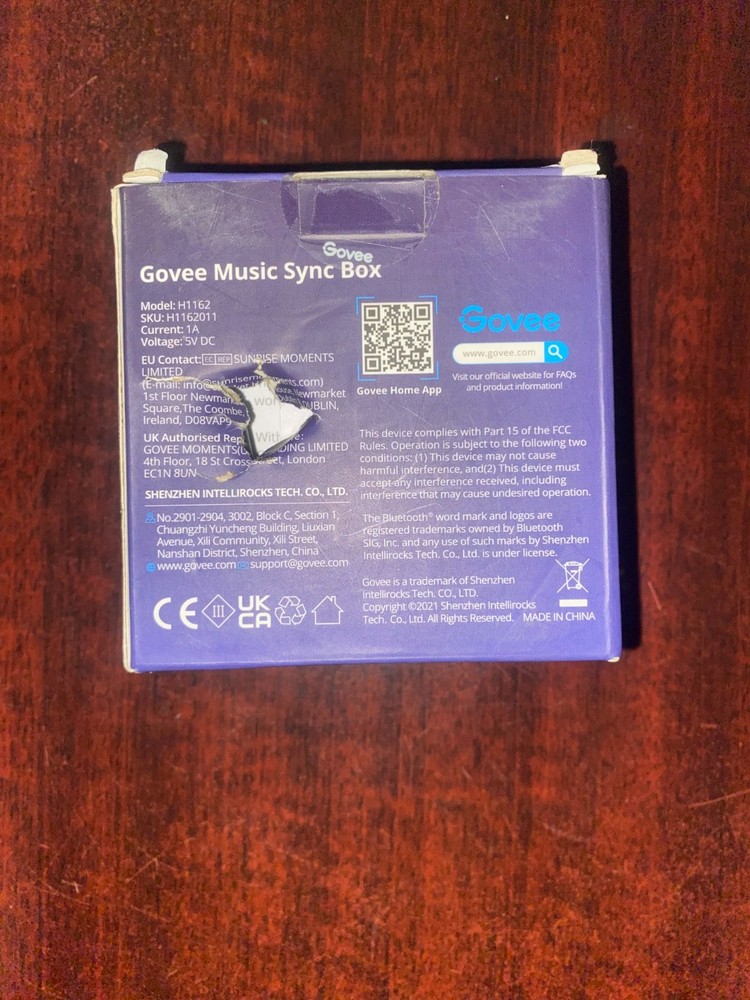 Govee
Govee Music Sync Box
Model: H1162
SKU: H1162011
Current: 1A
Voltage: 5V DC
EU Contact: EC REP SUNRISE MOMENTS
LIMITED
(E-mail: info@sunrisemoments.com)
1st Floor Newmarket
Square,The Coombe, DUBLIN,
Ireland, D08VAP9
UK Authorised Rep
GOVEE MOMENTS TRADING LIMITED
4th Floor, 18 St Cross Street, London
EC1N 8UN
SHENZHEN INTELLIROCKS TECH. CO., LTD.
No.2901-2904, 3002, Block C, Section 1,
Chuangzhi Yuncheng Building, Liuxian
Avenue, Xili Community, Xili Street,
Nanshan District, Shenzhen, China
www.govee.com support@govee.com
CE III UK
CA
Govee Home App
Govee
www.govee.com
Visit our official website for FAQs
and product information!
This device complies with Part 15 of the FCC
Rules. Operation is subject to the following two
conditions: (1) This device may not cause
harmful interference, and(2) This device must
accept any interference received, including
interference that may cause undesired operation.
The Bluetooth® word mark and logos are
registered trademarks owned by Bluetooth
SIG, Inc. and any use of such marks by Shenzhen
Intellirocks Tech. Co., Ltd. is under license.
Govee is a trademark of Shenzhen
Intellirocks Tech. CO., LTD.
Copyright ©2021 Shenzhen Intellirocks
Tech. Co., Ltd. All Rights Reserved. MADE IN CHINA